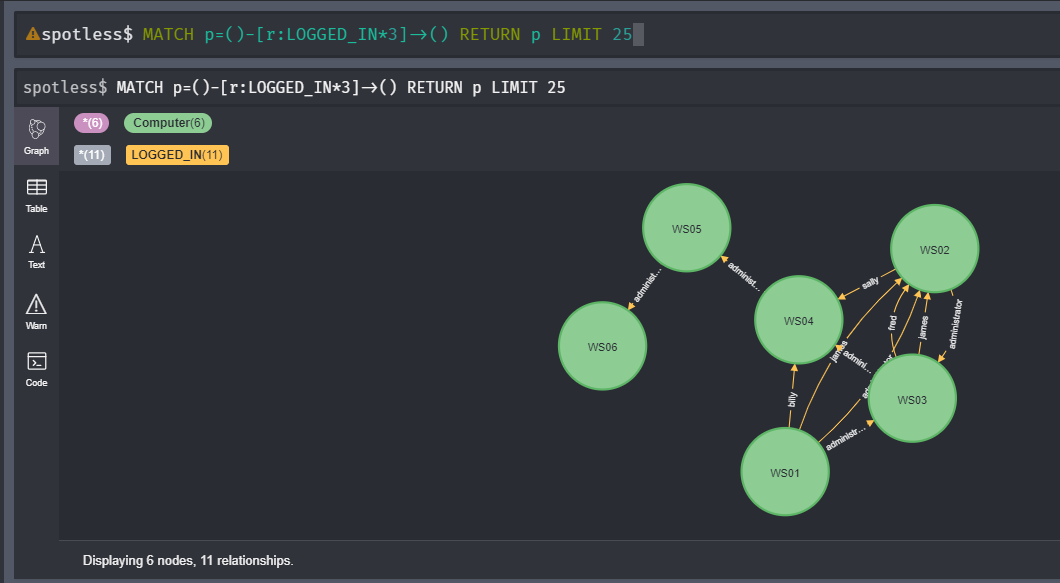 spotless$ MATCH p=()-[r:LOGGED_IN*3]->() RETURN p LIMIT 25
spotless$ MATCH p=()-[r:LOGGED_IN*3]->() RETURN p LIMIT 25
Graph
*(6) Computer(6)
*(11) LOGGED_IN(11)
Table
Text
Warn
Code
WS05
WS02
administ...
administ...
sally
WS04
fred
james
administrator
WS06
james
admini...
WS03
billy
administr...
WS01
Displaying 6 nodes, 11 relationships.